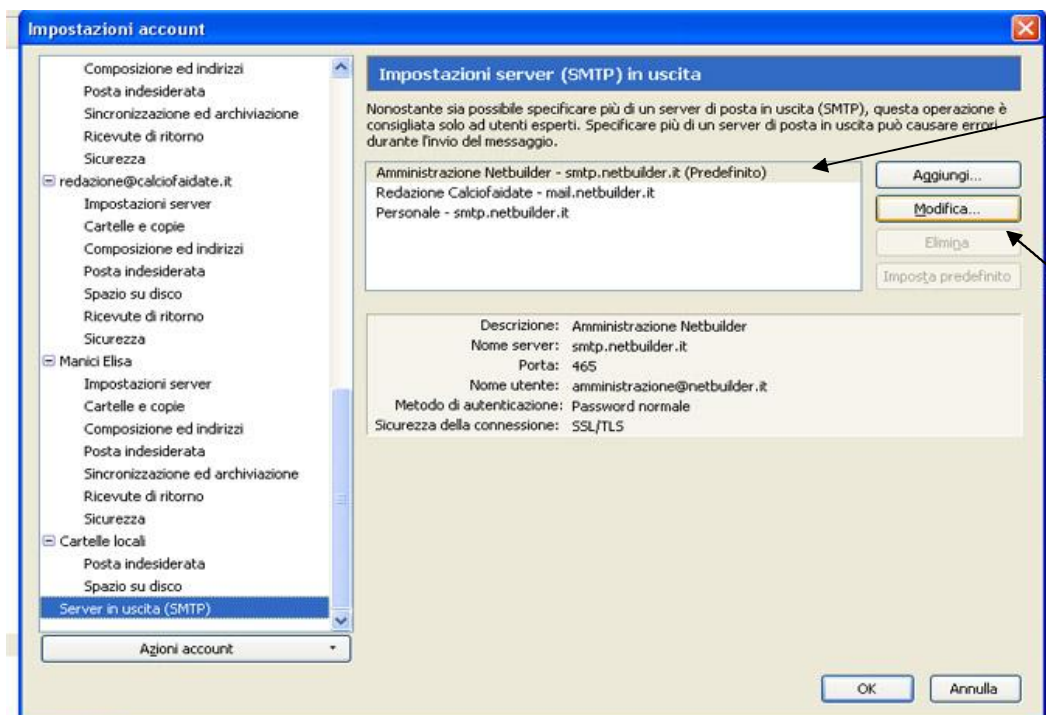 Impostazioni account
Composizione ed indirizzi
Posta indesiderata
Sincronizzazione ed archiviazione
Ricevute di ritorno
Sicurezza
redazione@calciofaidate.it
Impostazioni server
Cartelle e copie
Composizione ed indirizzi
Posta indesiderata
Spazio su disco
Ricevute di ritorno
Sicurezza
Manici Elisa
Impostazioni server
Cartelle e copie
Composizione ed indirizzi
Posta indesiderata
Sincronizzazione ed archiviazione
Ricevute di ritorno
Sicurezza
Cartelle locali
Posta indesiderata
Spazio su disco
Server in uscita (SMTP)
Azioni account
Impostazioni server (SMTP) in uscita
Nonostante sia possibile specificare più di un server di posta in uscita (SMTP), questa operazione è
consigliata solo ad utenti esperti. Specificare più di un server di posta in uscita può causare errori
durante l'invio del messaggio.
Amministrazione Netbuilder - smtp.netbuilder.it (Predefinito)
Redazione Calciofaidate - mail.netbuilder.it
Personale - smtp.netbuilder.it
Aggiungi...
Modifica...
Elimina
Imposta predefinito
Descrizione: Amministrazione Netbuilder
Nome server: smtp.netbuilder.it
Porta: 465
Nome utente: amministrazione@netbuilder.it
Metodo di autenticazione: Password normale
Sicurezza della connessione: SSL/TLS
OK
Annulla